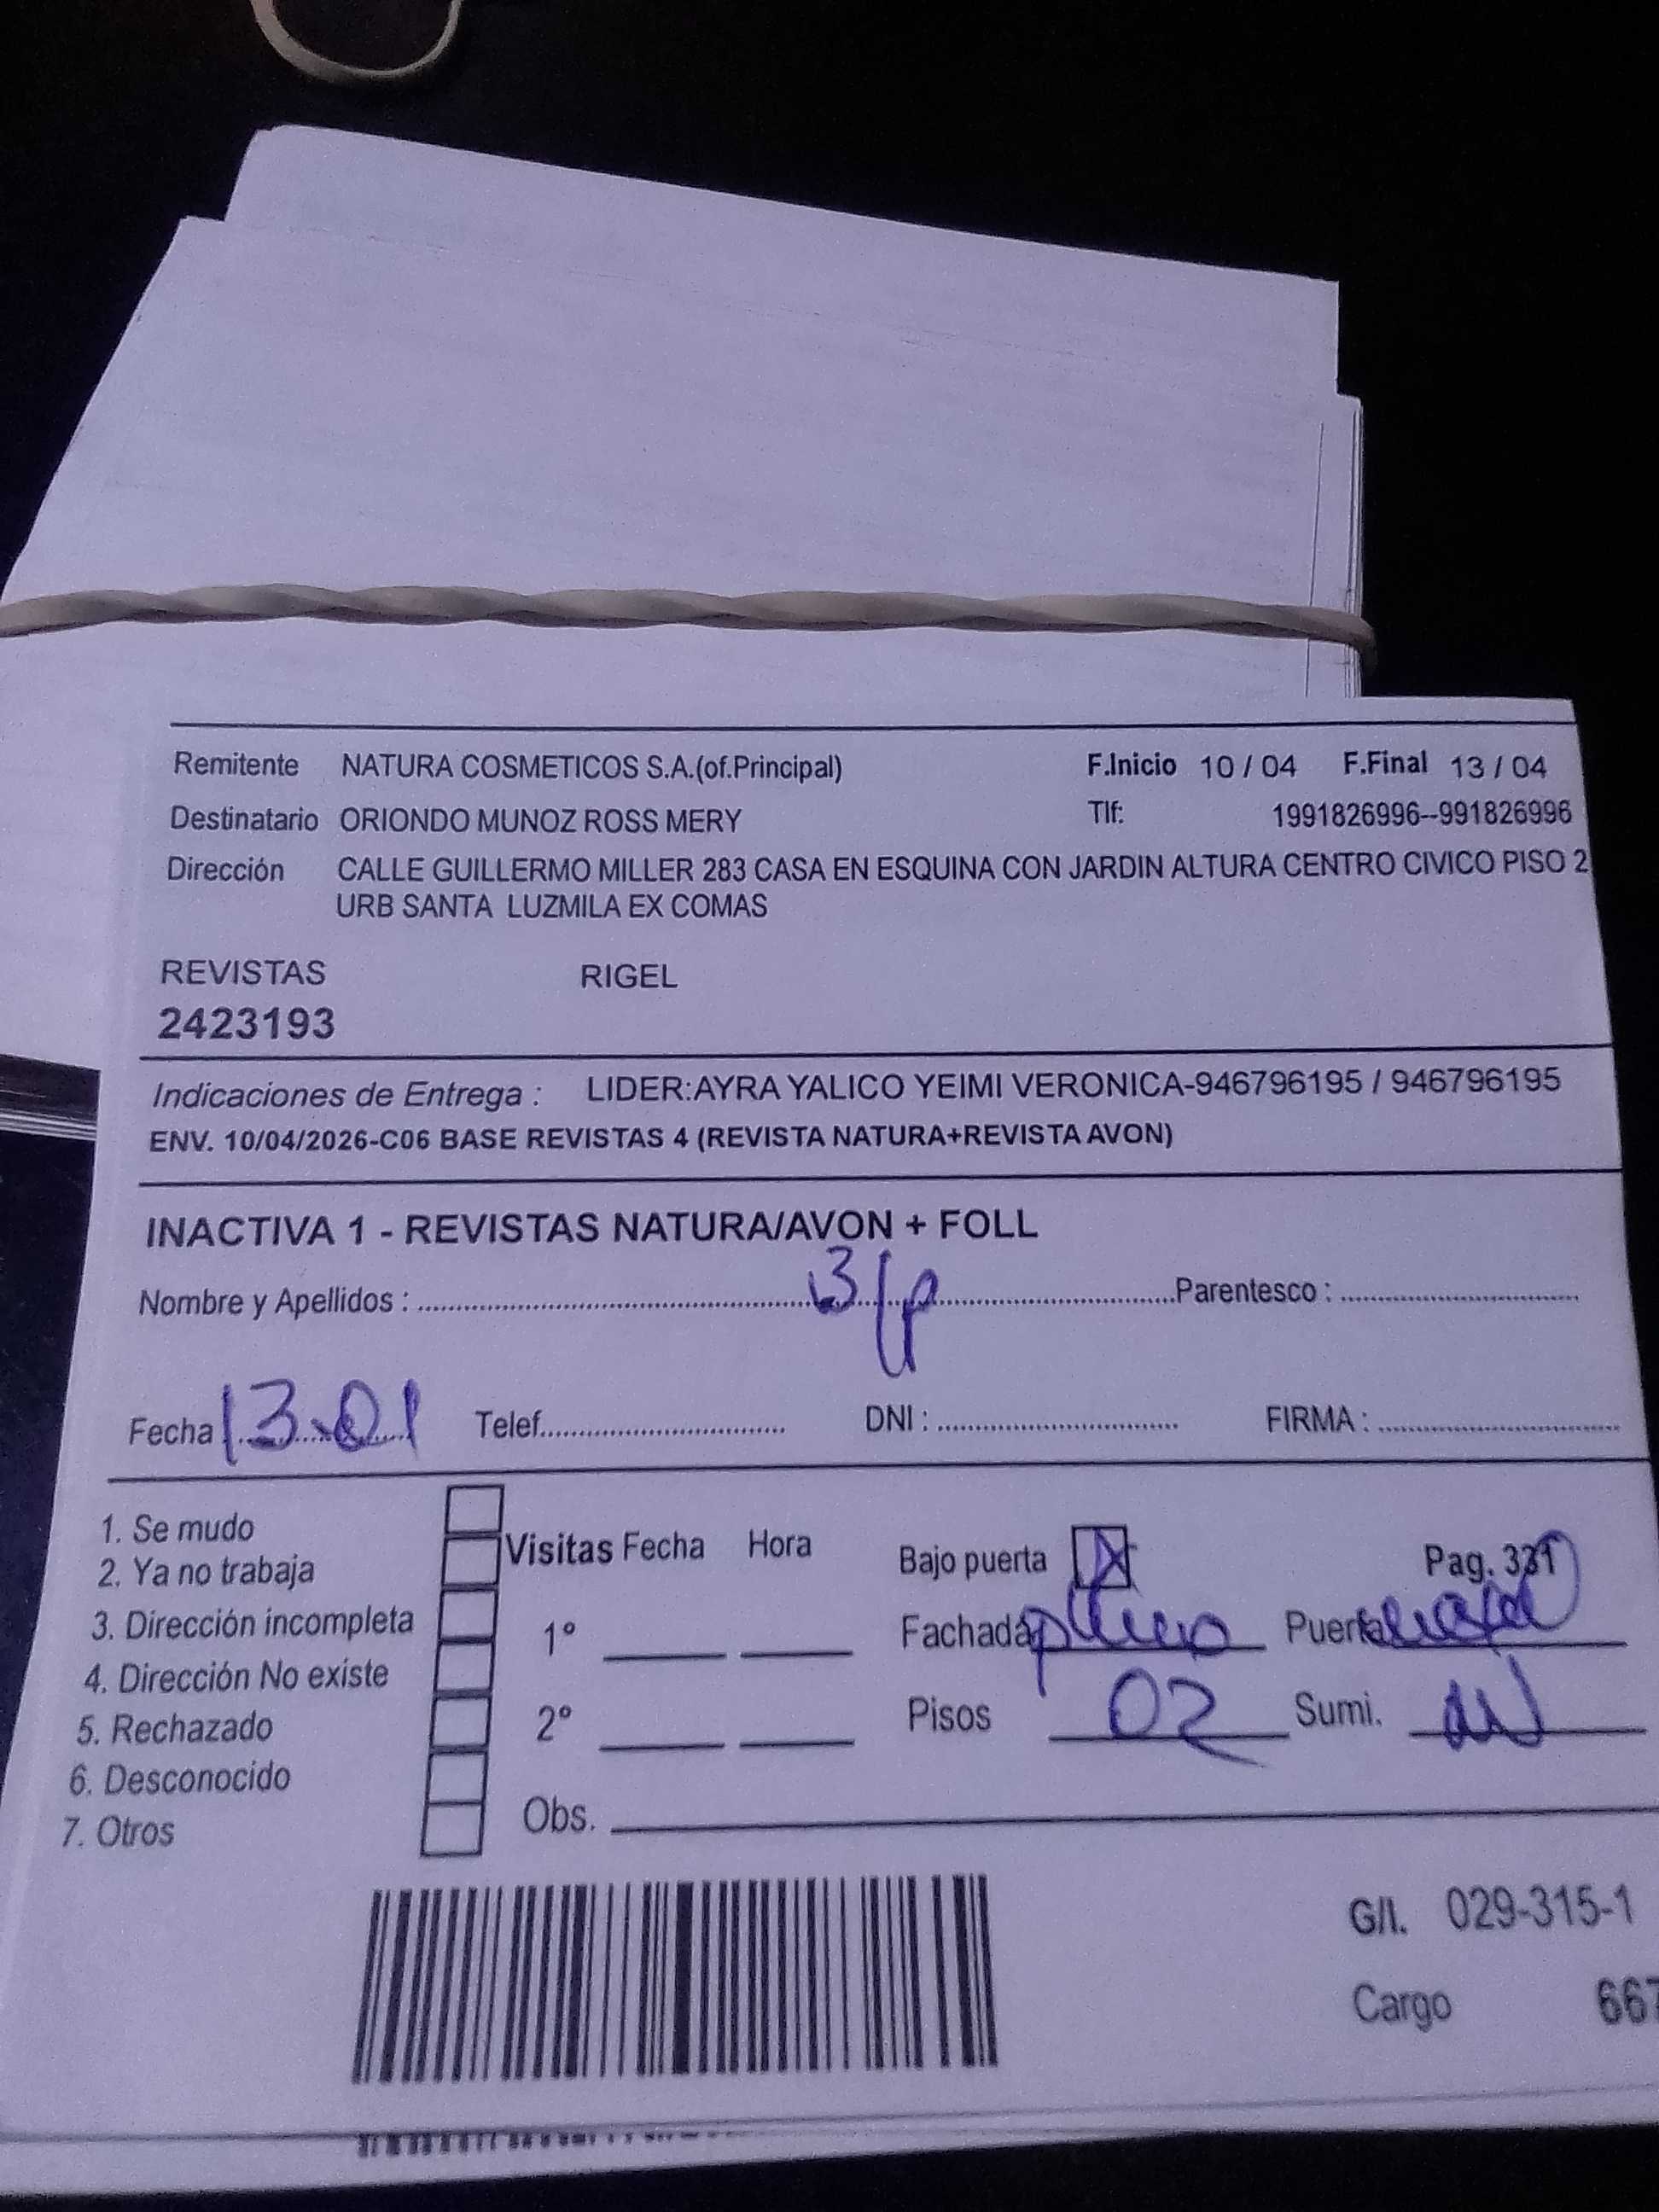 Remitente NATURA COSMETICOS S.A.(of.Principal) F.Inicio 10 / 04 F.Final 13 / 04
Destinatario ORIONDO MUNOZ ROSS MERY Tlf: 1991826996--991826996
Dirección CALLE GUILLERMO MILLER 283 CASA EN ESQUINA CON JARDIN ALTURA CENTRO CIVICO PISO 2
URB SANTA LUZMILA EX COMAS
REVISTAS RIGEL
2423193
Indicaciones de Entrega : LIDER:AYRA YALICO YEIMI VERONICA-946796195 / 946796195
ENV. 10/04/2026-C06 BASE REVISTAS 4 (REVISTA NATURA+REVISTA AVON)
INACTIVA 1 - REVISTAS NATURA/AVON + FOLL
Nombre y Apellidos : Parentesco :
Fecha Telef. DNI : FIRMA :
1. Se mudo
2. Ya no trabaja
3. Dirección incompleta
4. Dirección No existe
5. Rechazado
6. Desconocido
7. Otros
Visitas Fecha Hora
1°
2°
Obs.
Bajo puerta Pag. 331
Fachada Puerta
Pisos 02 Sumi.
G/I. 029-315-1
Cargo 667